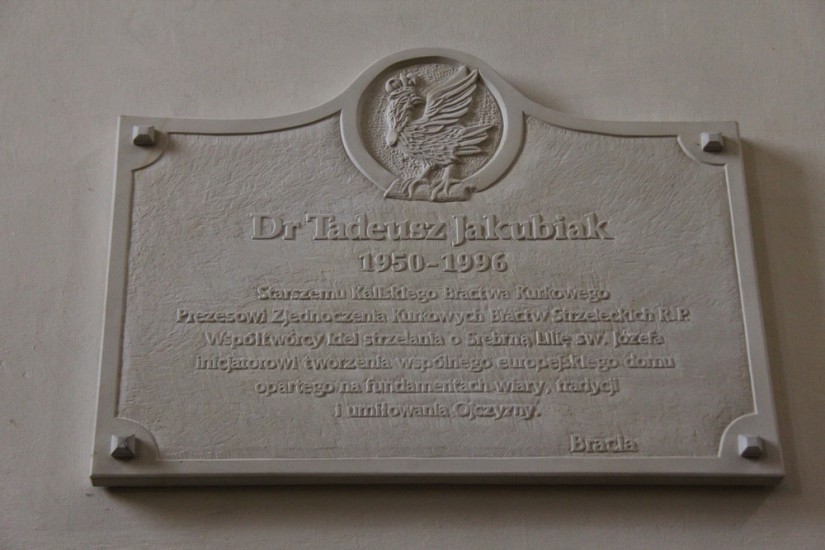 Dr Tadeusz Jakubiak
1950-1996
Starszemu Kaliskiego Bractwa Kurkowego
Prezesowi Zjednoczenia Kurkowych Bractw Strzeleckich R.P.
Współtwórcy idei strzelania o Srebrną Lilię św. Józefa
inicjatorowi tworzenia wspólnego europejskiego domu
opartego na fundamentach wiary, tradycji
i umiłowania Ojczyzny.
Bracia